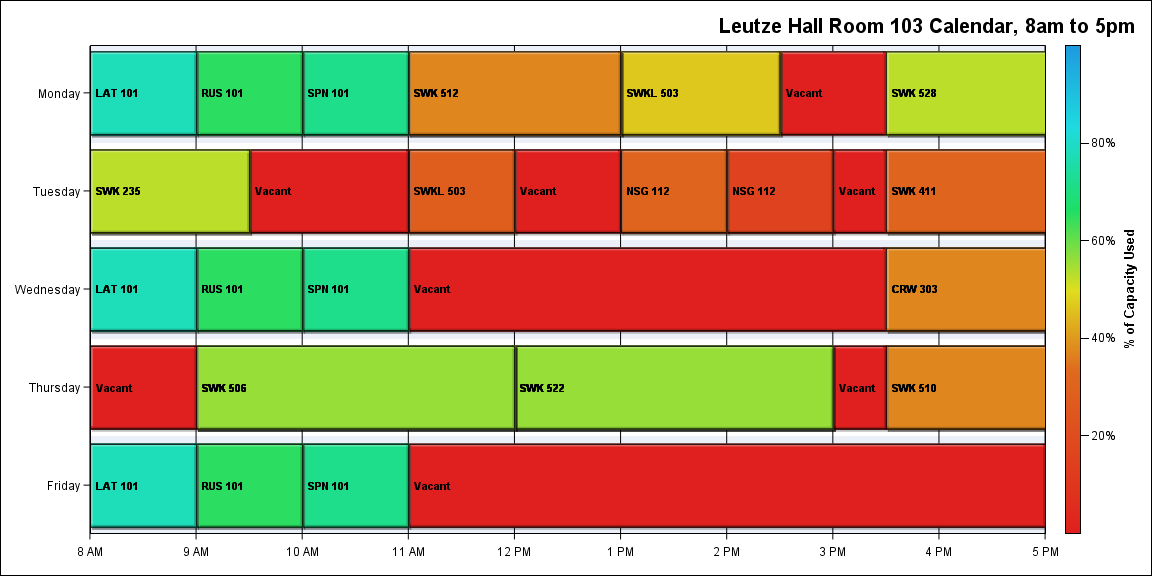 Leutze Hall Room 103 Calendar, 8am to 5pm
Monday
LAT 101
RUS 101
SPN 101
SWK 512
SWKL 503
Vacant
SWK 528
Tuesday
SWK 235
Vacant
SWKL 503
Vacant
NSG 112
NSG 112
Vacant
SWK 411
Wednesday
LAT 101
RUS 101
SPN 101
Vacant
CRW 303
Thursday
Vacant
SWK 506
SWK 522
Vacant
SWK 510
Friday
LAT 101
RUS 101
SPN 101
Vacant
8 AM
9 AM
10 AM
11 AM
12 PM
1 PM
2 PM
3 PM
4 PM
5 PM
80%
60%
40%
20%
% of Capacity Used